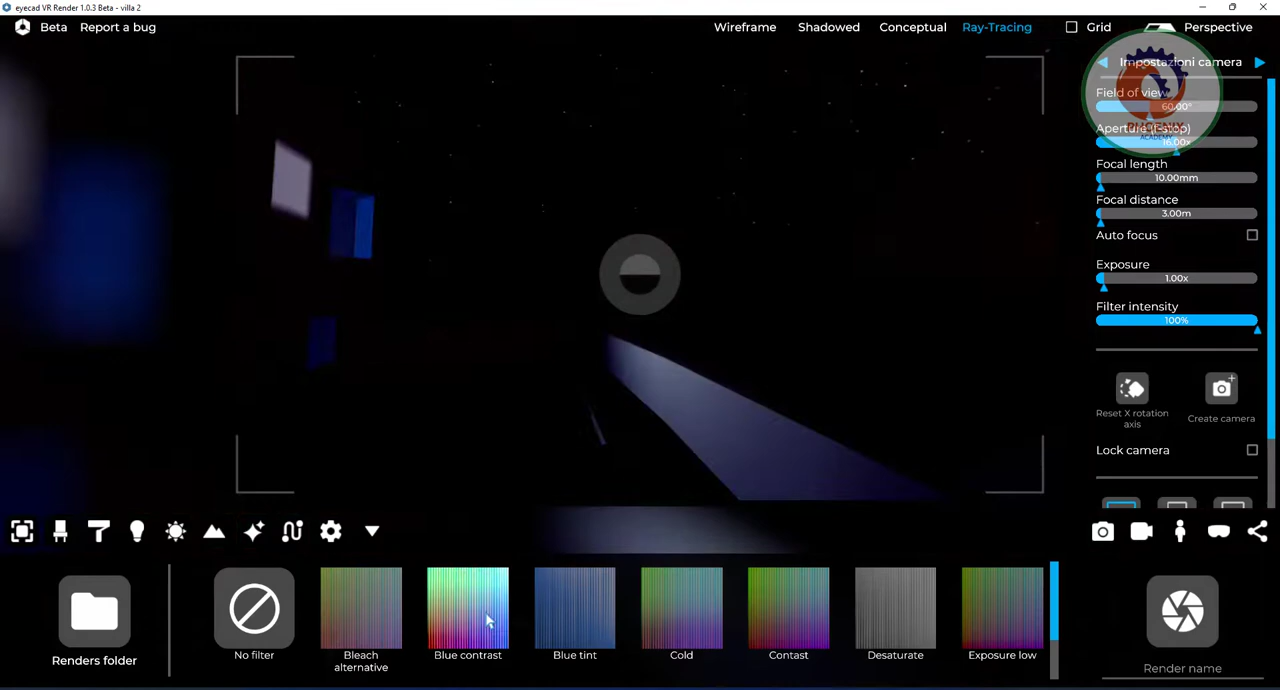 eyecad VR Render 1.0.3 Beta - villa 2
Beta
Report a bug
Wireframe
Shadowed
Conceptual
Ray-Tracing
Grid
Perspective
Impostazioni camera
Field of view
60.00°
Aperture (f-stop)
16.00x
PHOENIX
ACADEMY
Focal length
10.00mm
Focal distance
3.00m
Auto focus
Exposure
1.00x
Filter intensity
100%
Reset X rotation
axis
Create camera
Lock camera
Renders folder
No filter
Bleach
alternative
Blue contrast
Blue tint
Cold
Contast
Desaturate
Exposure low
Render name